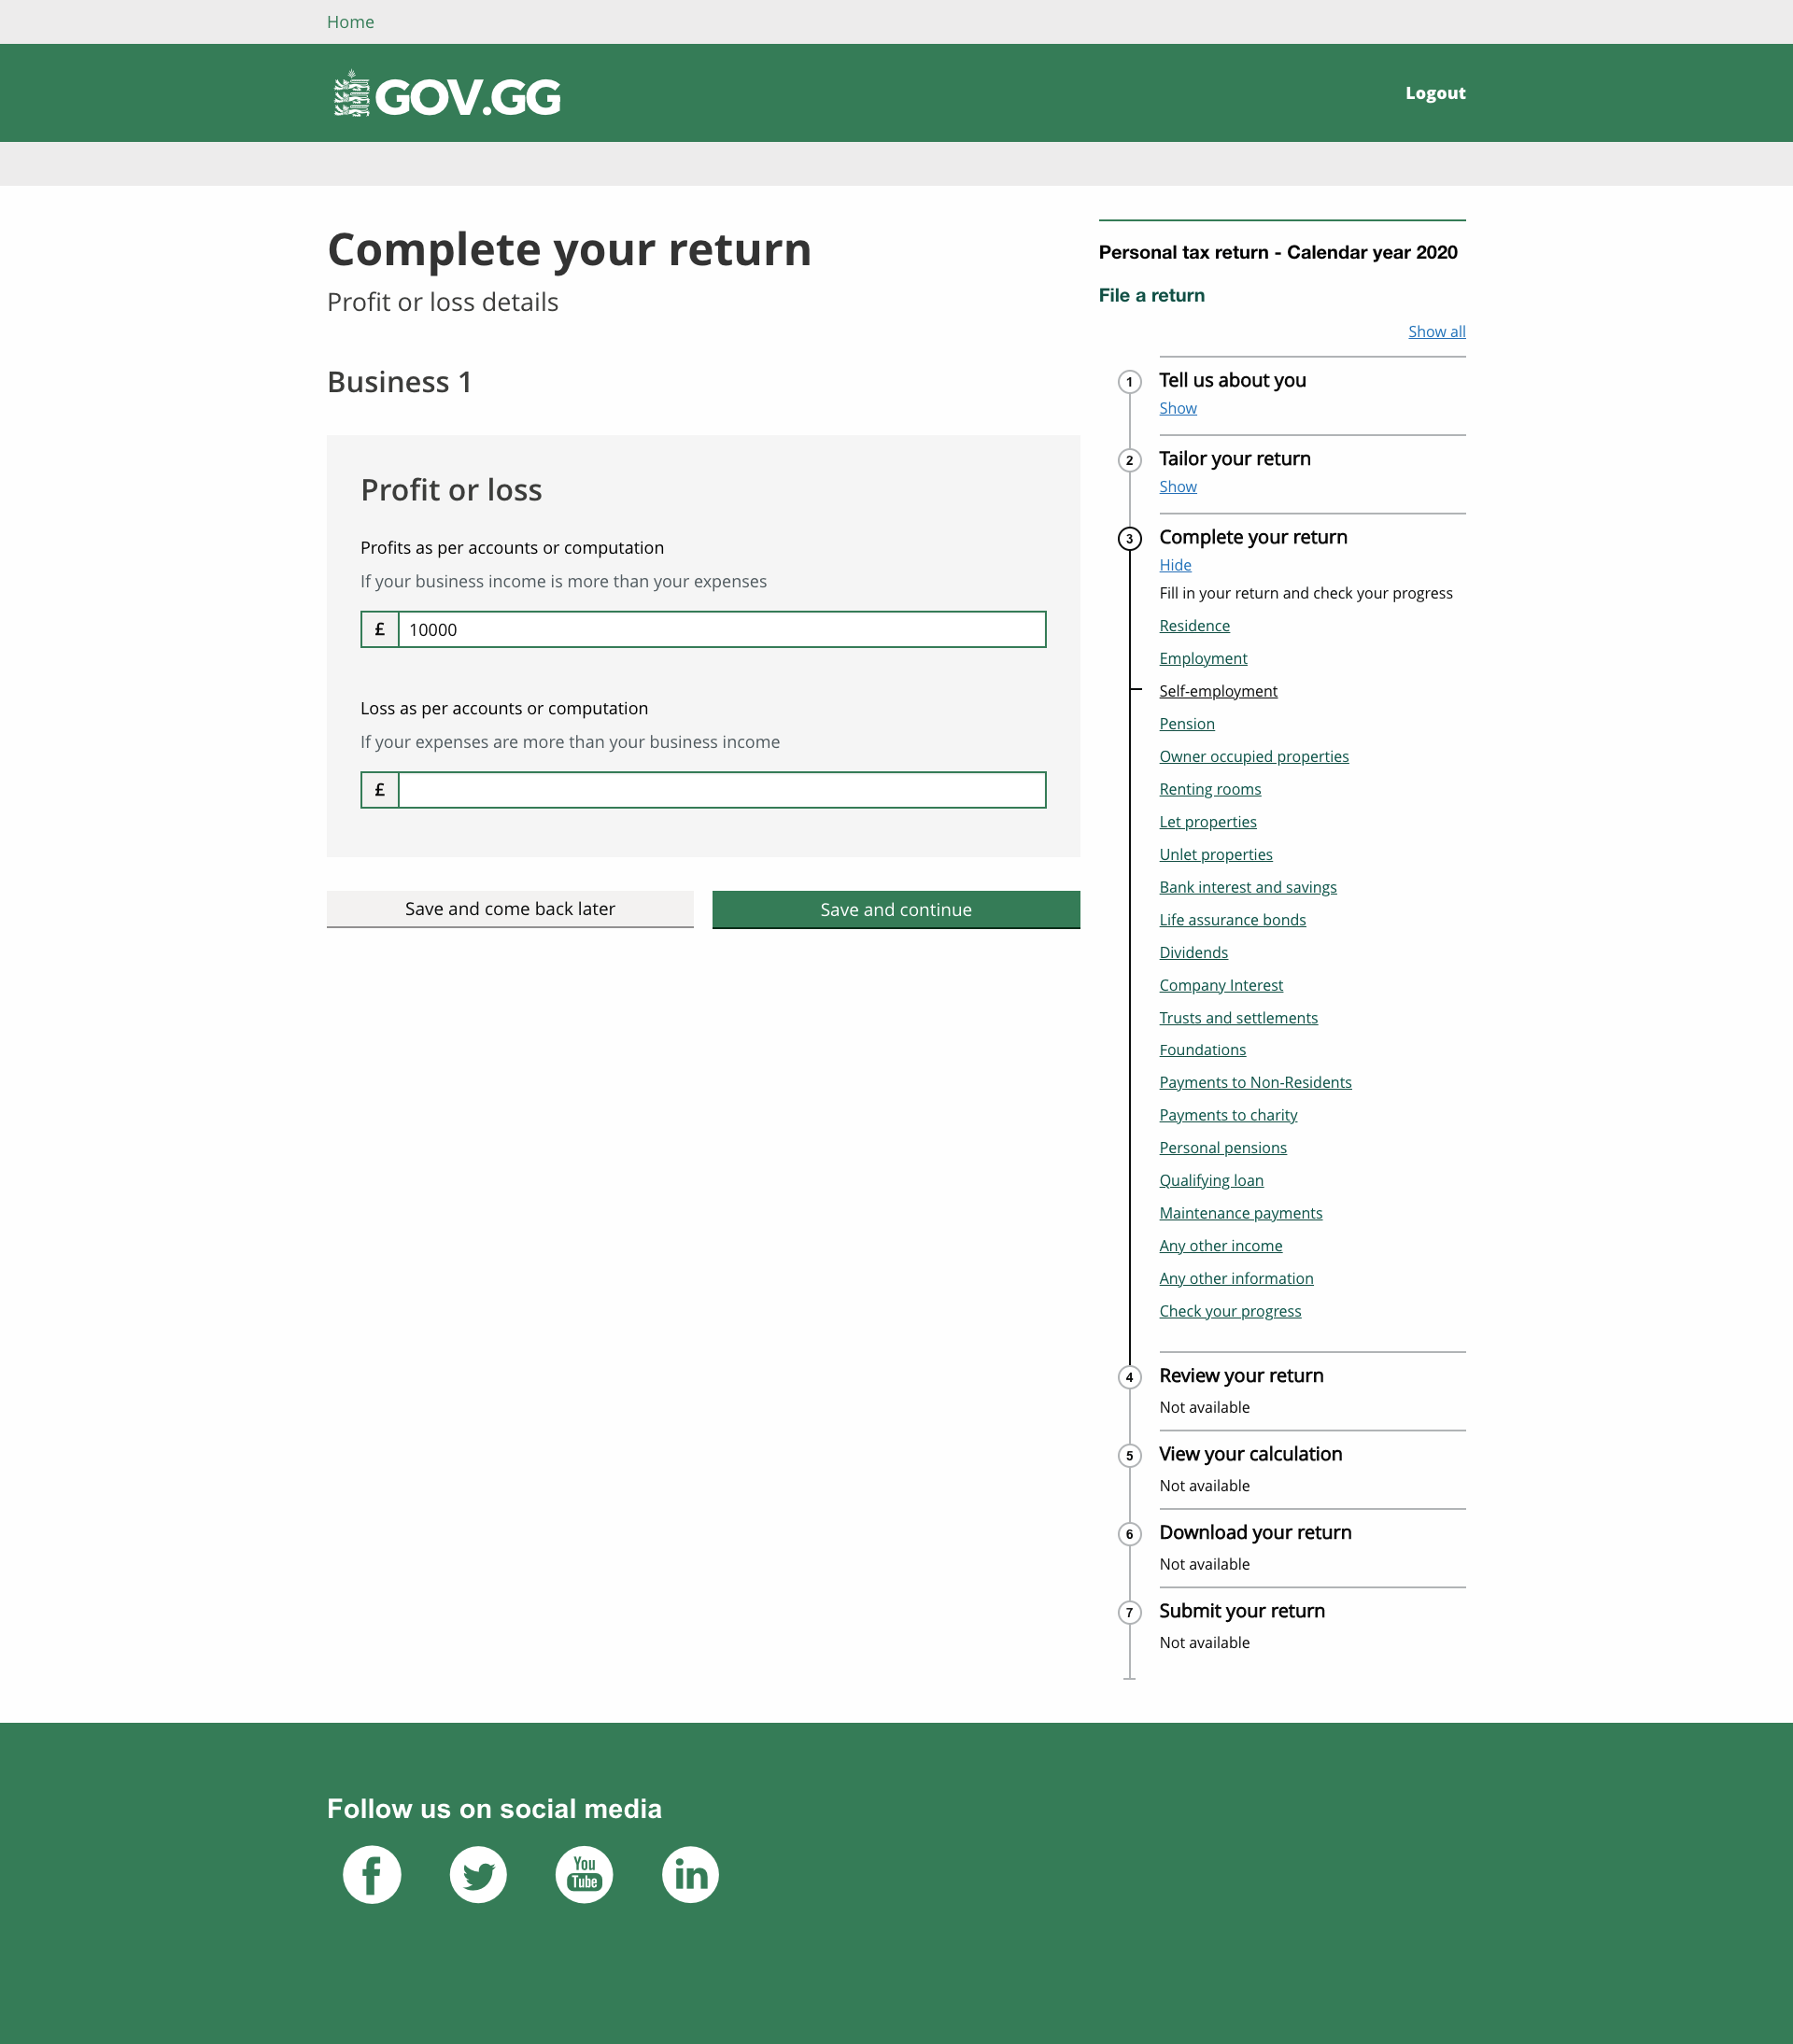 Home
GOV.GG
Logout
Complete your return
Profit or loss details
Business 1
Profit or loss
Profits as per accounts or computation
If your business income is more than your expenses
£ 10000
Loss as per accounts or computation
If your expenses are more than your business income
£
Save and come back later
Save and continue
Personal tax return - Calendar year 2020
File a return
Show all
1 Tell us about you
Show
2 Tailor your return
Show
3 Complete your return
Hide
Fill in your return and check your progress
Residence
Employment
Self-employment
Pension
Owner occupied properties
Renting rooms
Let properties
Unlet properties
Bank interest and savings
Life assurance bonds
Dividends
Company Interest
Trusts and settlements
Foundations
Payments to Non-Residents
Payments to charity
Personal pensions
Qualifying loan
Maintenance payments
Any other income
Any other information
Check your progress
4 Review your return
Not available
5 View your calculation
Not available
6 Download your return
Not available
7 Submit your return
Not available
Follow us on social media
f
You
Tube
in